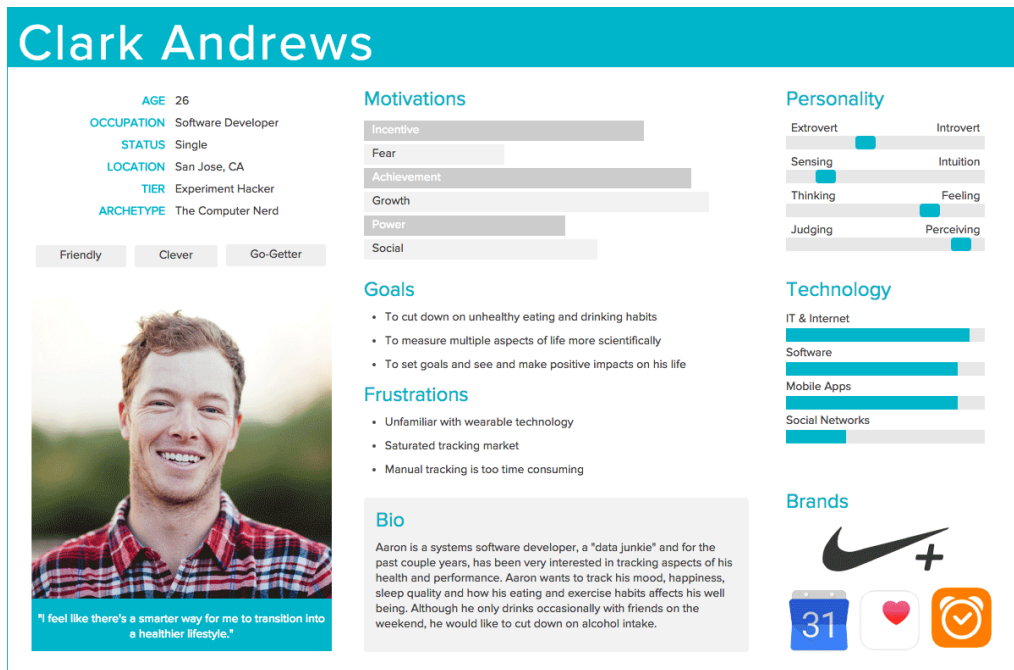 Clark Andrews
AGE 26
OCCUPATION Software Developer
STATUS Single
LOCATION San Jose, CA
TIER Experiment Hacker
ARCHETYPE The Computer Nerd
Friendly Clever Go-Getter
"I feel like there's a smarter way for me to transition into
a healthier lifestyle."
Motivations
Incentive
Fear
Achievement
Growth
Power
Social
Goals
• To cut down on unhealthy eating and drinking habits
• To measure multiple aspects of life more scientifically
• To set goals and see and make positive impacts on his life
Frustrations
• Unfamiliar with wearable technology
• Saturated tracking market
• Manual tracking is too time consuming
Bio
Aaron is a systems software developer, a "data junkie" and for the
past couple years, has been very interested in tracking aspects of his
health and performance. Aaron wants to track his mood, happiness,
sleep quality and how his eating and exercise habits affects his well
being. Although he only drinks occasionally with friends on the
weekend, he would like to cut down on alcohol intake.
Personality
Extrovert Introvert
Sensing Intuition
Thinking Feeling
Judging Perceiving
Technology
IT & Internet
Software
Mobile Apps
Social Networks
Brands
+
31